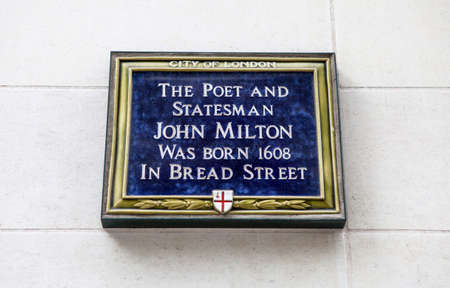 CITY OF LONDON
THE POET AND
STATESMAN
JOHN MILTON
WAS BORN 1608
IN BREAD STREET